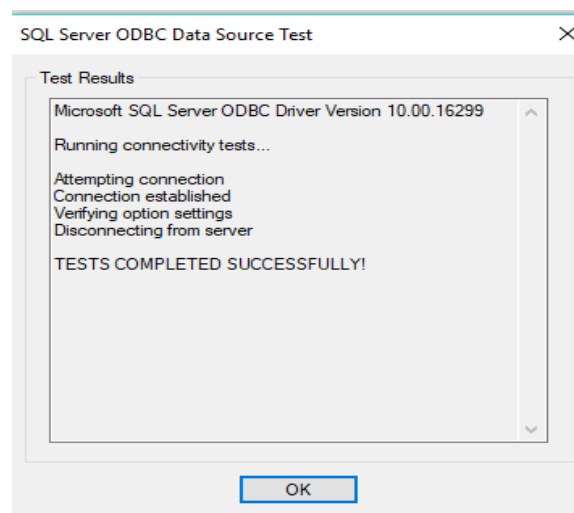 SQL Server ODBC Data Source Test
Test Results
Microsoft SQL Server ODBC Driver Version 10.00.16299
Running connectivity tests...
Attempting connection
Connection established
Verifying option settings
Disconnecting from server
TESTS COMPLETED SUCCESSFULLY!
OK